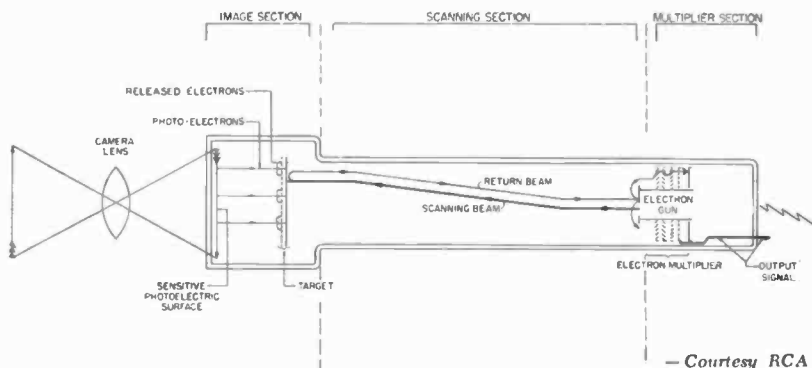 IMAGE SECTION
SCANNING SECTION
MULTIPLIER SECTION
RELEASED ELECTRONS
PHOTO-ELECTRONS
CAMERA
LENS
RETURN BEAM
SCANNING BEAM
ELECTRON
GUN
SENSITIVE
PHOTOELECTRIC
SURFACE
TARGET
ELECTRON MULTIPLIER
OUTPUT
SIGNAL
— Courtesy RCA